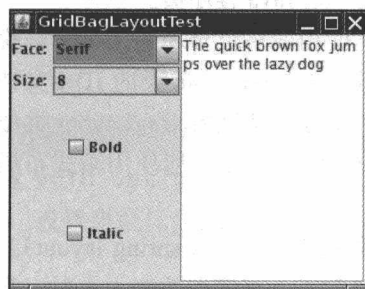 GridBagLayoutTest
Face: Serif
Size: 8
Bold
Italic
The quick brown fox jum
ps over the lazy dog